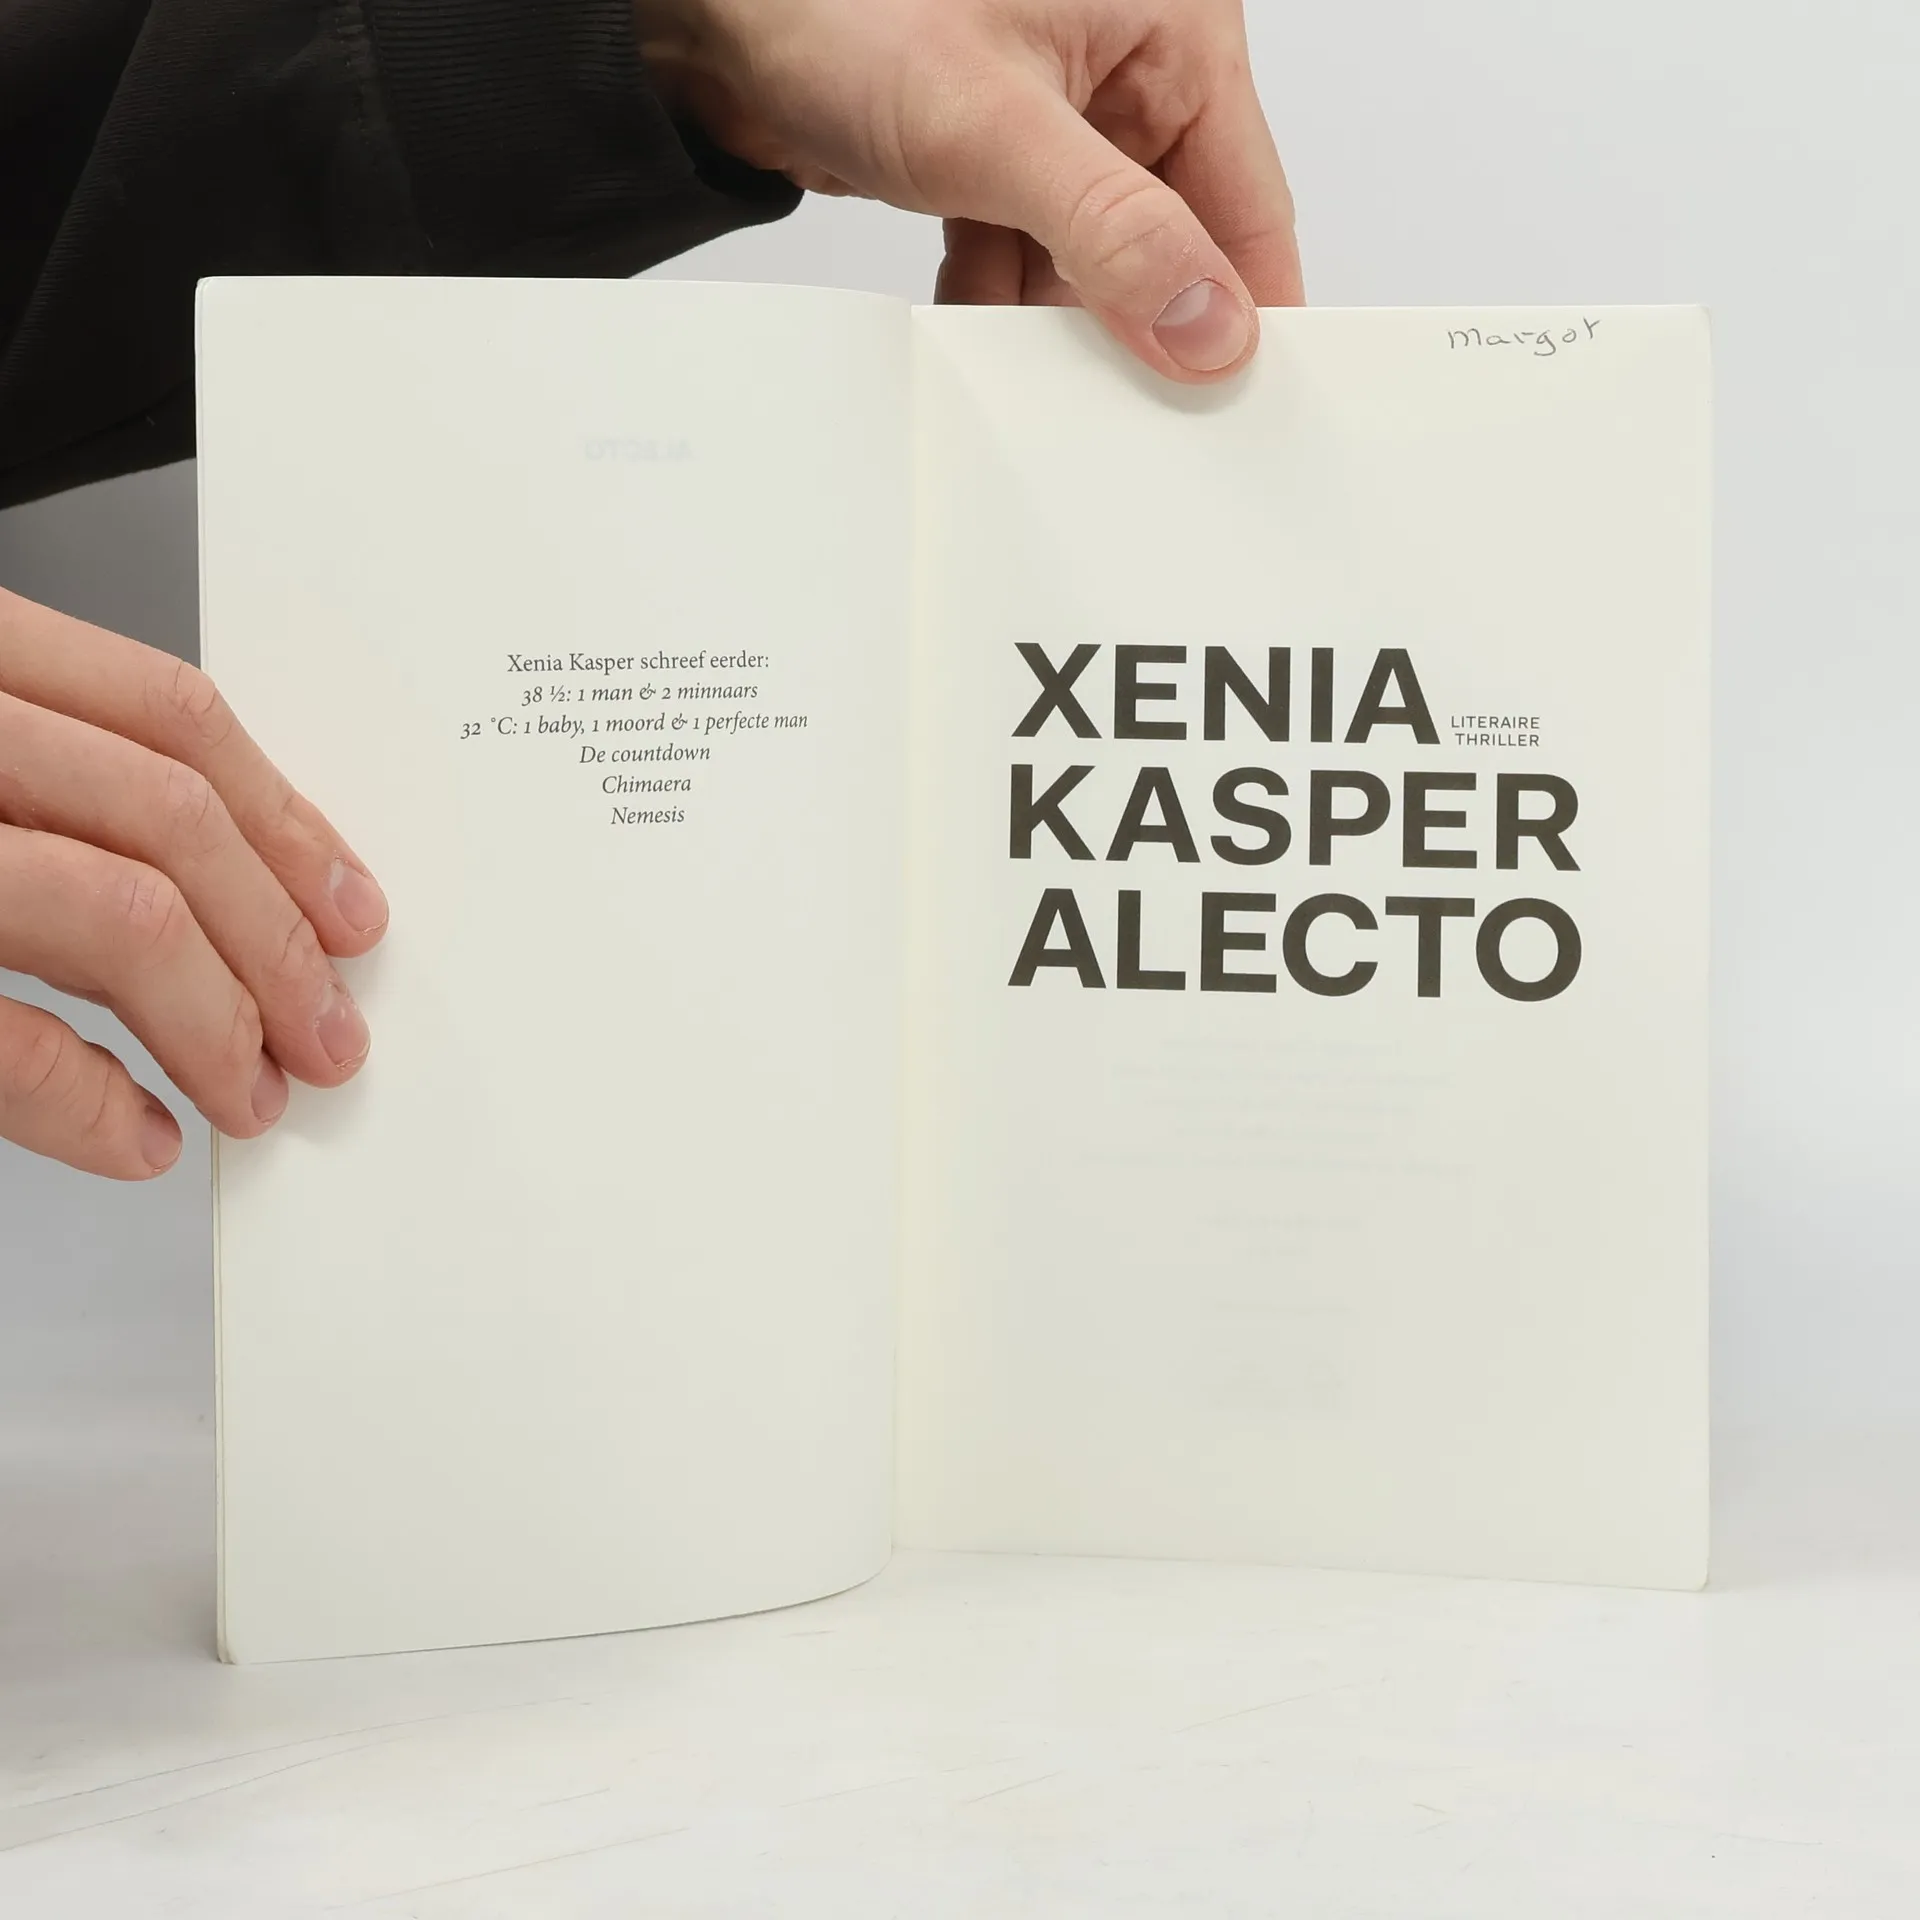 Xenia Kasper schreef eerder:
38 ½: 1 man & 2 minnaars
32 °C: 1 baby, 1 moord & 1 perfecte man
De countdown
Chimaera
Nemesis
margot
XENIA
LITERAIRE
THRILLER
KASPER
ALECTO